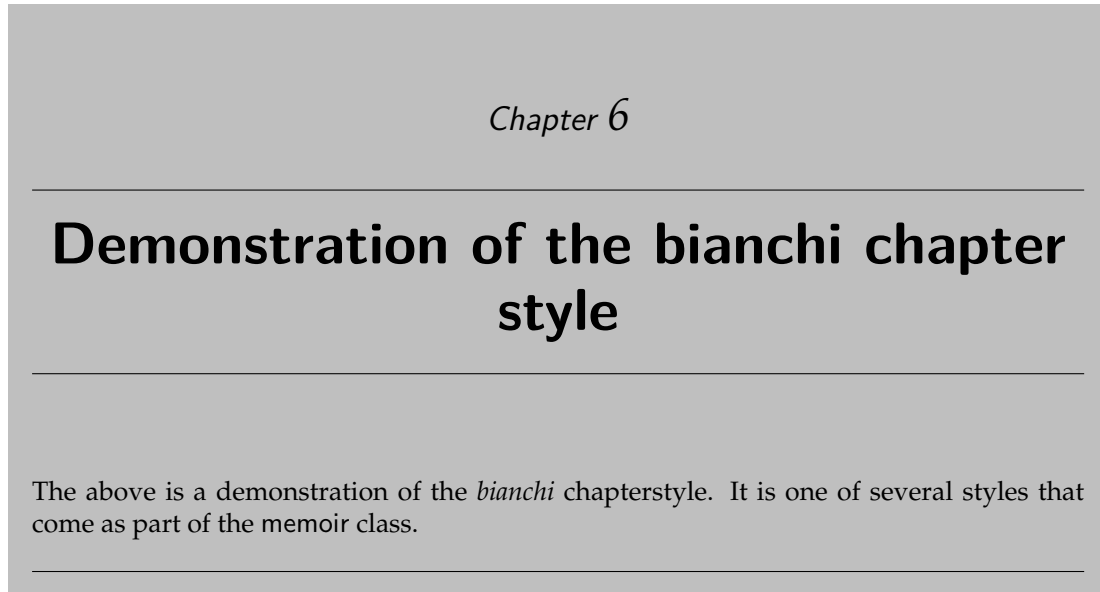 Chapter 6
Demonstration of the bianchi chapter
style
The above is a demonstration of the bianchi chapterstyle. It is one of several styles that
come as part of the memoir class.